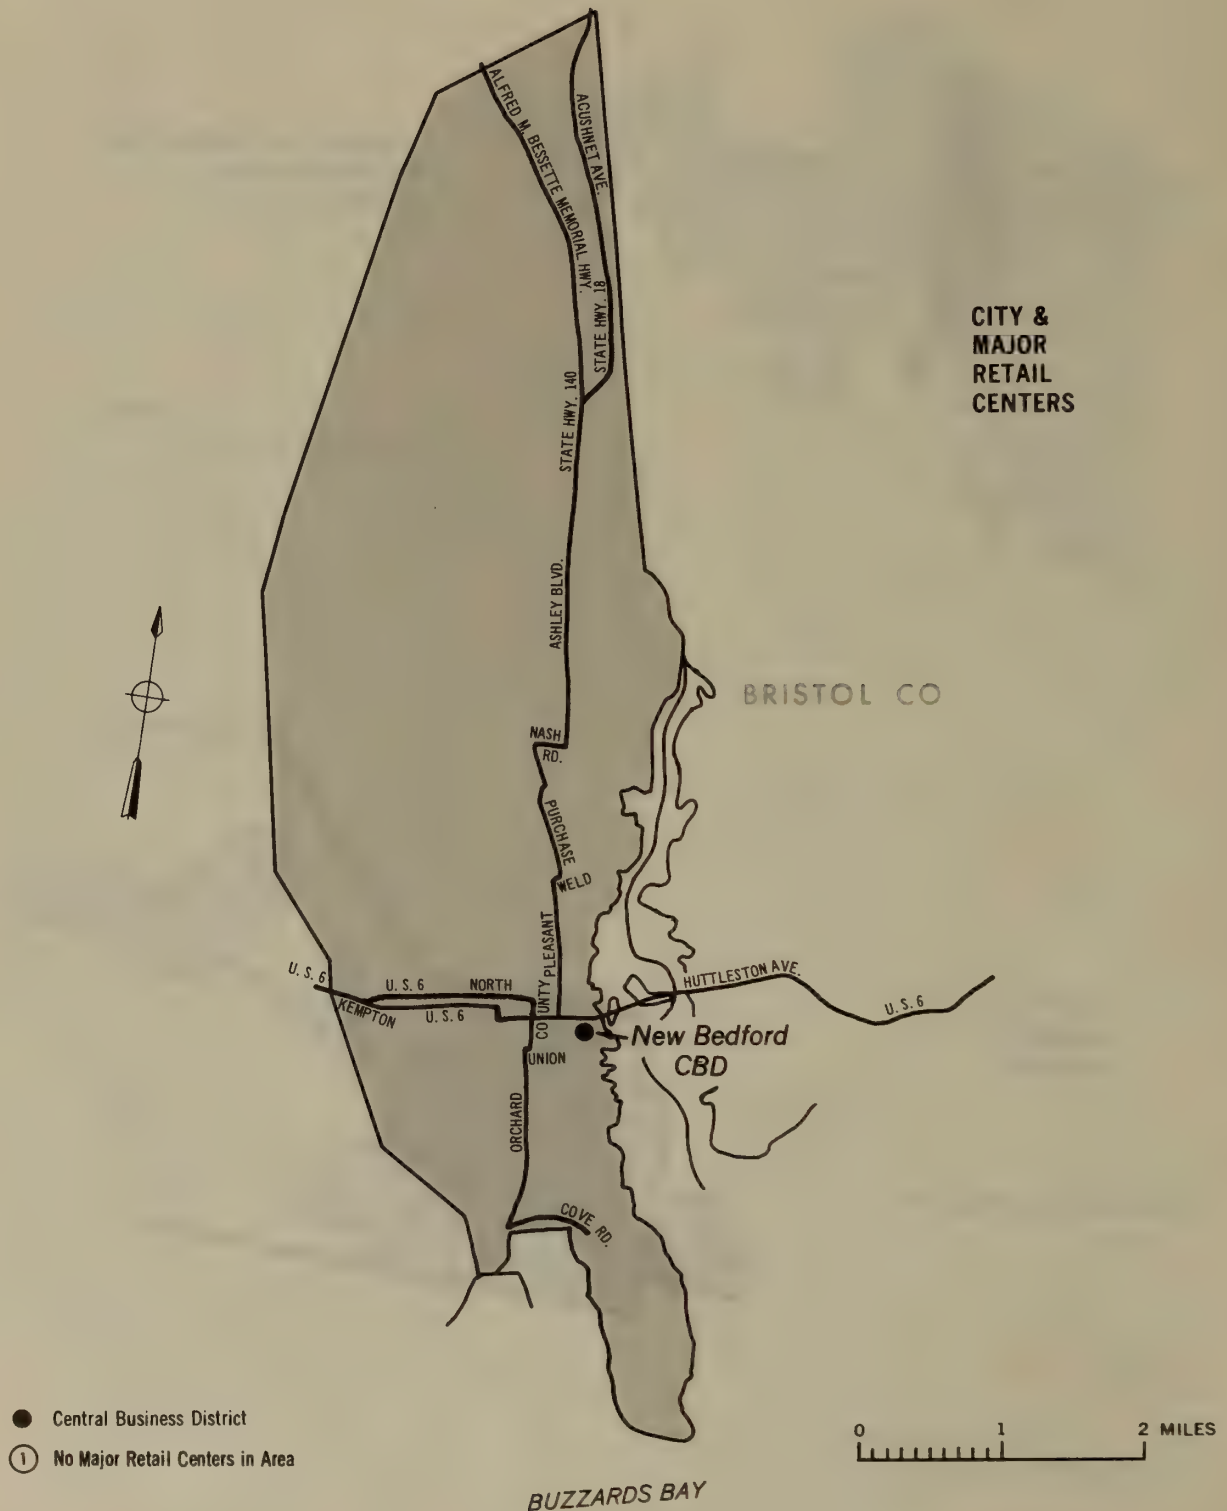 ALFRED M. BESSETTE MEMORIAL HWY.
ACUSHNET AVE.
STATE HWY. 18
CITY &
MAJOR
RETAIL
CENTERS
STATE HWY. 140
ASHLEY BLVD.
BRISTOL CO
NASH
RD.
PURCHASE
WELD
PLEASANT
COUNTY
U. S. 6
U. S. 6
NORTH
HUTTLESTON AVE.
KEMPTON
U. S. 6
U. S. 6
New Bedford
CBD
UNION
ORCHARD
COVE RD.
Central Business District
1 No Major Retail Centers in Area
0 1 2 MILES
BUZZARDS BAY